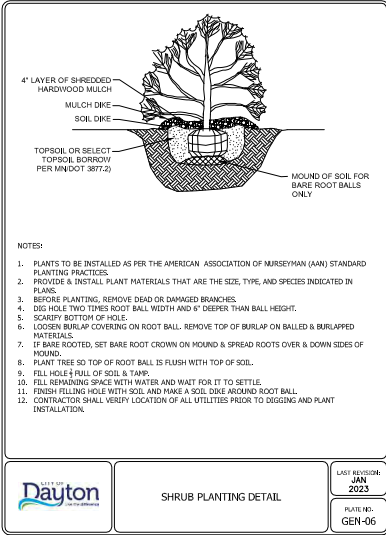 4" LAYER OF SHREDDED
HARDWOOD MULCH
MULCH DIKE
SOIL DIKE
TOPSOIL OR SELECT
TOPSOIL BORROW
PER MN/DOT 3877.2)
MOUND OF SOIL FOR
BARE ROOT BALLS
ONLY
NOTES:
1. PLANTS TO BE INSTALLED AS PER THE AMERICAN ASSOCIATION OF NURSEYMAN (AAN) STANDARD
PLANTING PRACTICES.
2. PROVIDE & INSTALL PLANT MATERIALS THAT ARE THE SIZE, TYPE, AND SPECIES INDICATED IN
PLANS.
3. BEFORE PLANTING, REMOVE DEAD OR DAMAGED BRANCHES.
4. DIG HOLE TWO TIMES ROOT BALL WIDTH AND 6" DEEPER THAN BALL HEIGHT.
5. SCARIFY BOTTOM OF HOLE.
6. LOOSEN BURLAP COVERING ON ROOT BALL. REMOVE TOP OF BURLAP ON BALLED & BURLAPPED
MATERIALS.
7. IF BARE ROOTED, SET BARE ROOT CROWN ON MOUND & SPREAD ROOTS OVER & DOWN SIDES OF
MOUND.
8. PLANT TREE SO TOP OF ROOT BALL IS FLUSH WITH TOP OF SOIL.
9. FILL HOLE FULL OF SOIL & TAMP.
10. FILL REMAINING SPACE WITH WATER AND WAIT FOR IT TO SETTLE.
11. FINISH FILLING HOLE WITH SOIL AND MAKE A SOIL DIKE AROUND ROOT BALL.
12. CONTRACTOR SHALL VERIFY LOCATION OF ALL UTILITIES PRIOR TO DIGGING AND PLANT
INSTALLATION.
CITY OF
Dayton
SHRUB PLANTING DETAIL
LAST REVISION:
JAN
2023
PLATE NO.
GEN-06